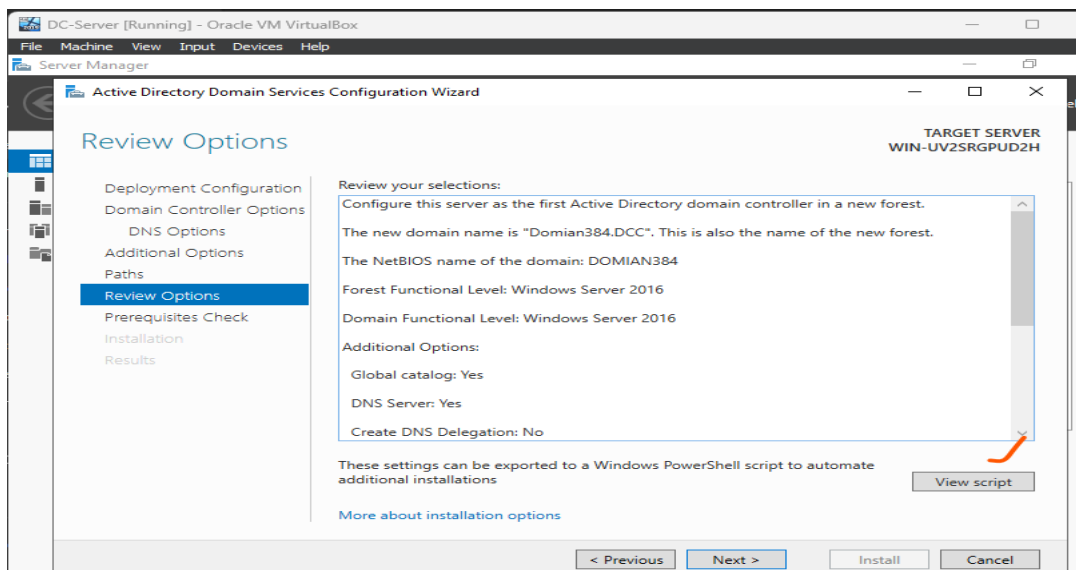 DC-Server [Running] - Oracle VM VirtualBox
File Machine View Input Devices Help
Server Manager
Active Directory Domain Services Configuration Wizard
Review Options
TARGET SERVER
WIN-UV2SRGPUD2H
Deployment Configuration
Domain Controller Options
DNS Options
Additional Options
Paths
Review Options
Prerequisites Check
Installation
Results
Review your selections:
Configure this server as the first Active Directory domain controller in a new forest.
The new domain name is "Domian384.DCC". This is also the name of the new forest.
The NetBIOS name of the domain: DOMIAN384
Forest Functional Level: Windows Server 2016
Domain Functional Level: Windows Server 2016
Additional Options:
Global catalog: Yes
DNS Server: Yes
Create DNS Delegation: No
These settings can be exported to a Windows PowerShell script to automate
additional installations
View script
More about installation options
< Previous
Next >
Install
Cancel